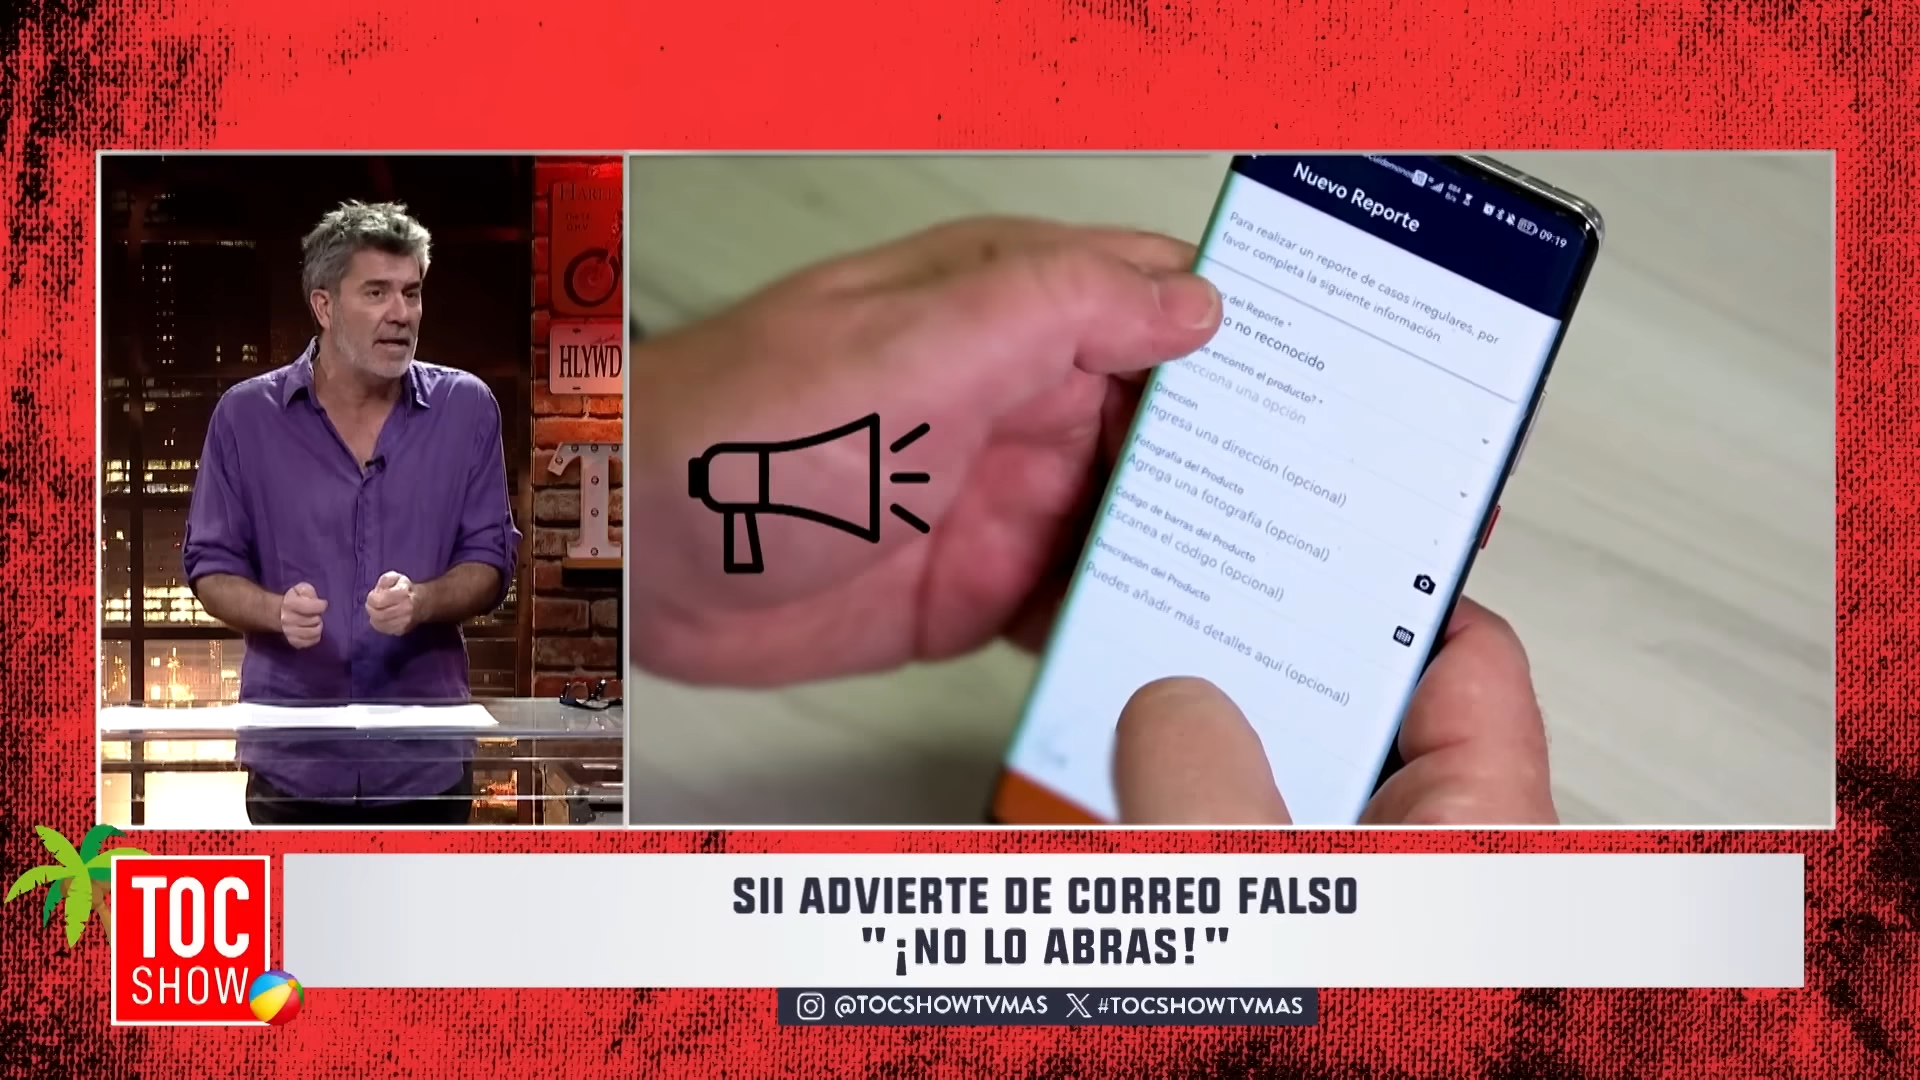 HARLEY
HLYWD
T
Nuevo Reporte
09:19
Para realizar un reporte de casos irregulares, por
favor completa la siguiente información.
del Reporte *
no reconocido
encontró el producto? *
una opción
Dirección
Ingresa una dirección (opcional)
Fotografía del Producto
Agrega una fotografía (opcional)
Código de barras del Producto
Escanea el código (opcional)
Descripción del Producto
Puedes añadir más detalles aquí (opcional)
TOC
SHOW
SII ADVIERTE DE CORREO FALSO
"¡NO LO ABRAS!"
@TOCSHOWTVMAS #TOCSHOWTVMAS